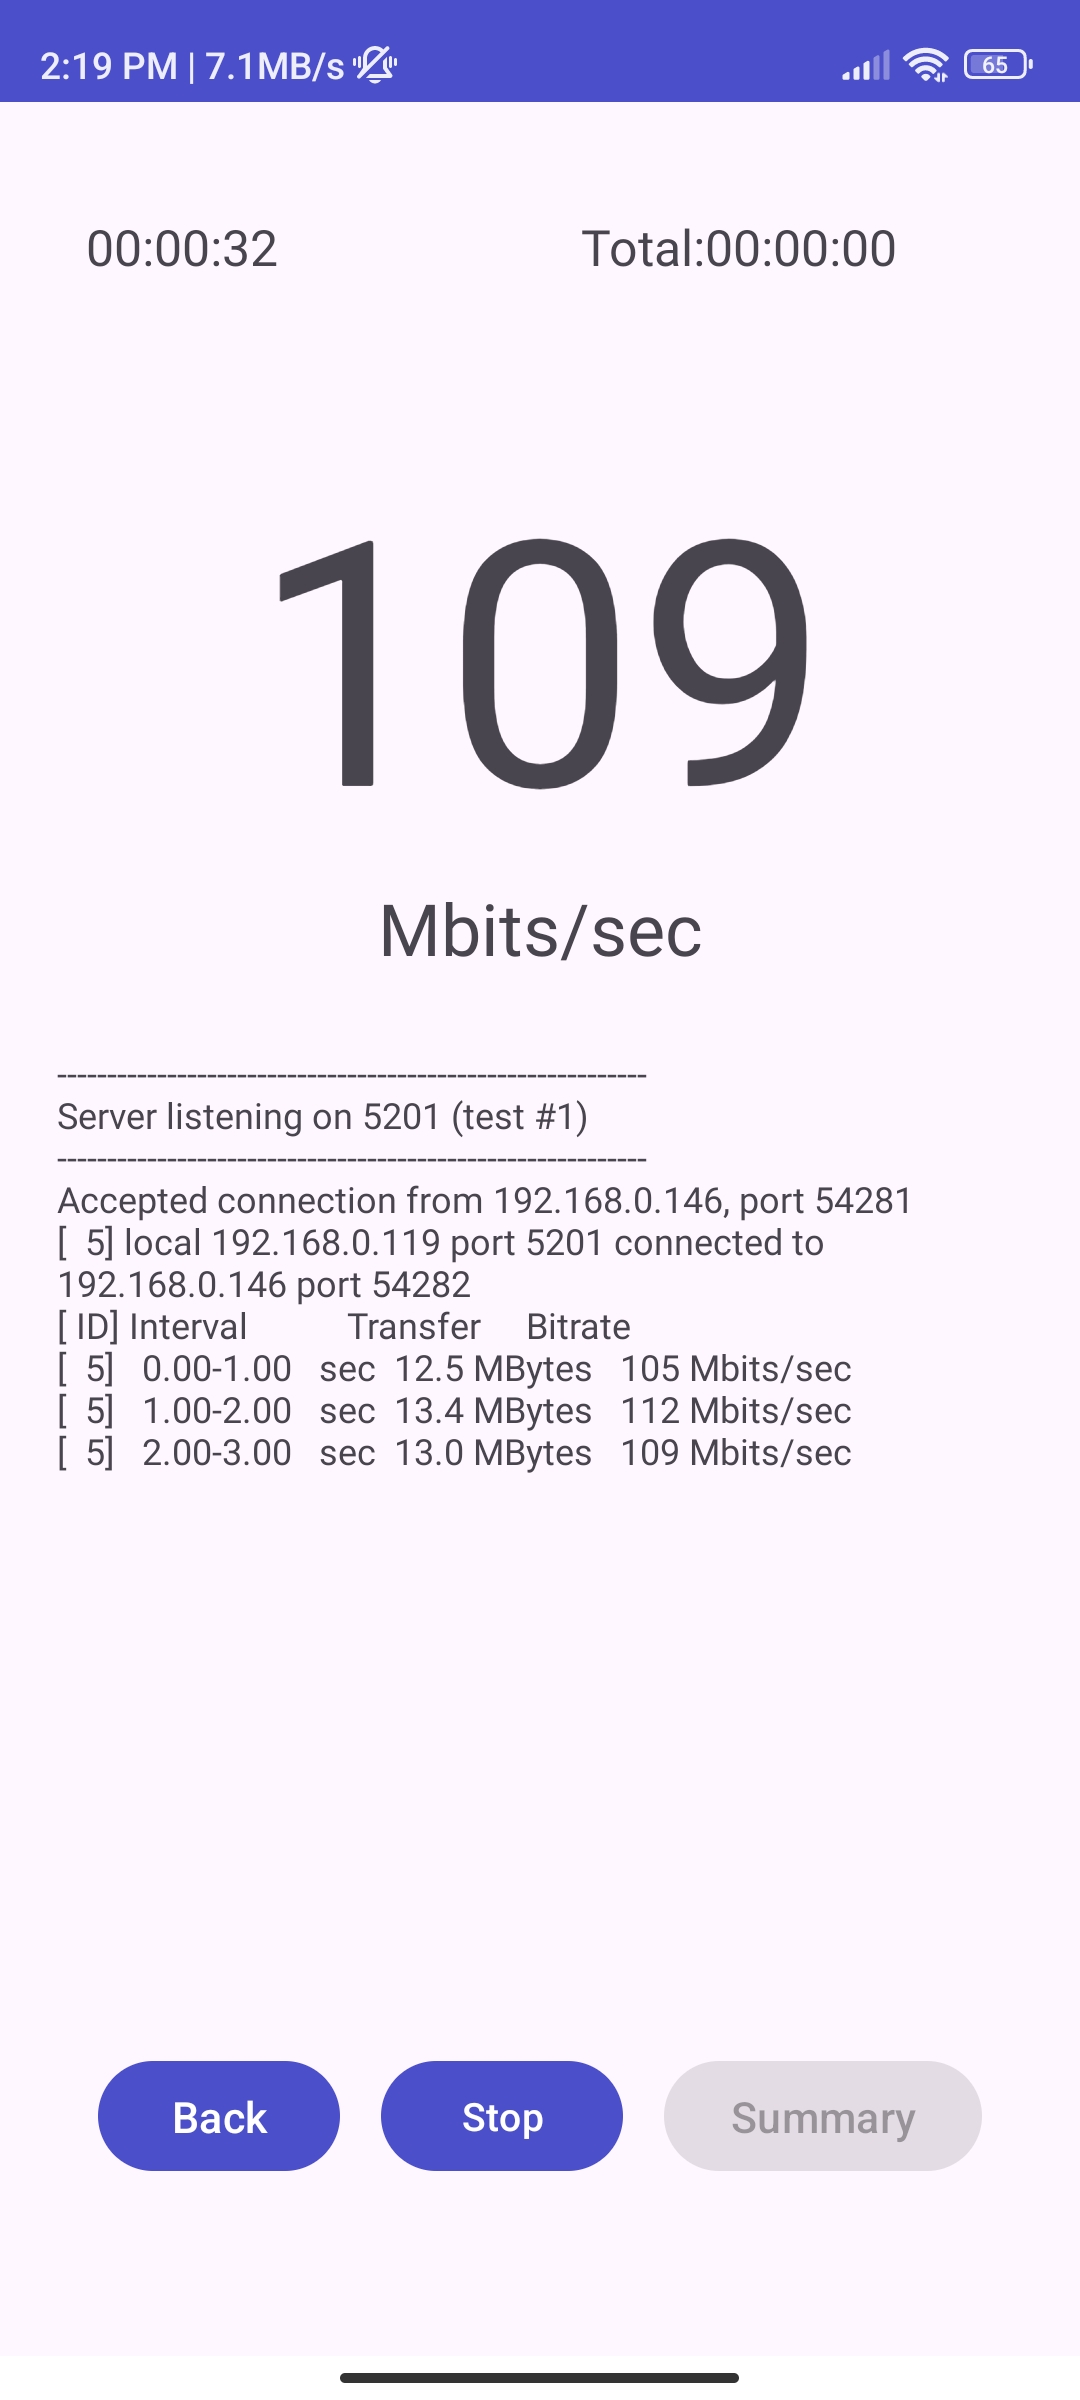 2:19 PM | 7.1MB/s
65
00:00:32 Total:00:00:00
109
Mbits/sec
-----------------------------------------------------------
Server listening on 5201 (test #1)
-----------------------------------------------------------
Accepted connection from 192.168.0.146, port 54281
[  5] local 192.168.0.119 port 5201 connected to
192.168.0.146 port 54282
[ ID] Interval           Transfer     Bitrate
[  5]   0.00-1.00   sec  12.5 MBytes   105 Mbits/sec
[  5]   1.00-2.00   sec  13.4 MBytes   112 Mbits/sec
[  5]   2.00-3.00   sec  13.0 MBytes   109 Mbits/sec
Back Stop Summary